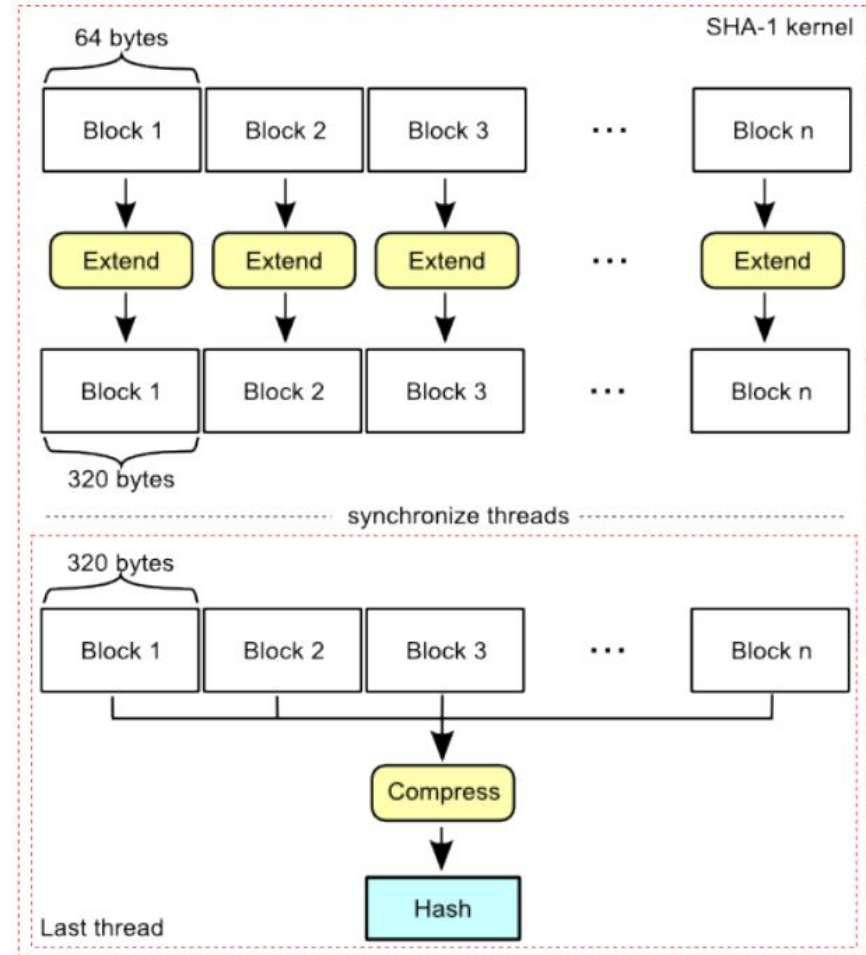 SHA-1 kernel
64 bytes
Block 1 Block 2 Block 3 ... Block n
Extend Extend Extend ... Extend
Block 1 Block 2 Block 3 ... Block n
320 bytes
synchronize threads
320 bytes
Block 1 Block 2 Block 3 ... Block n
Compress
Hash
Last thread